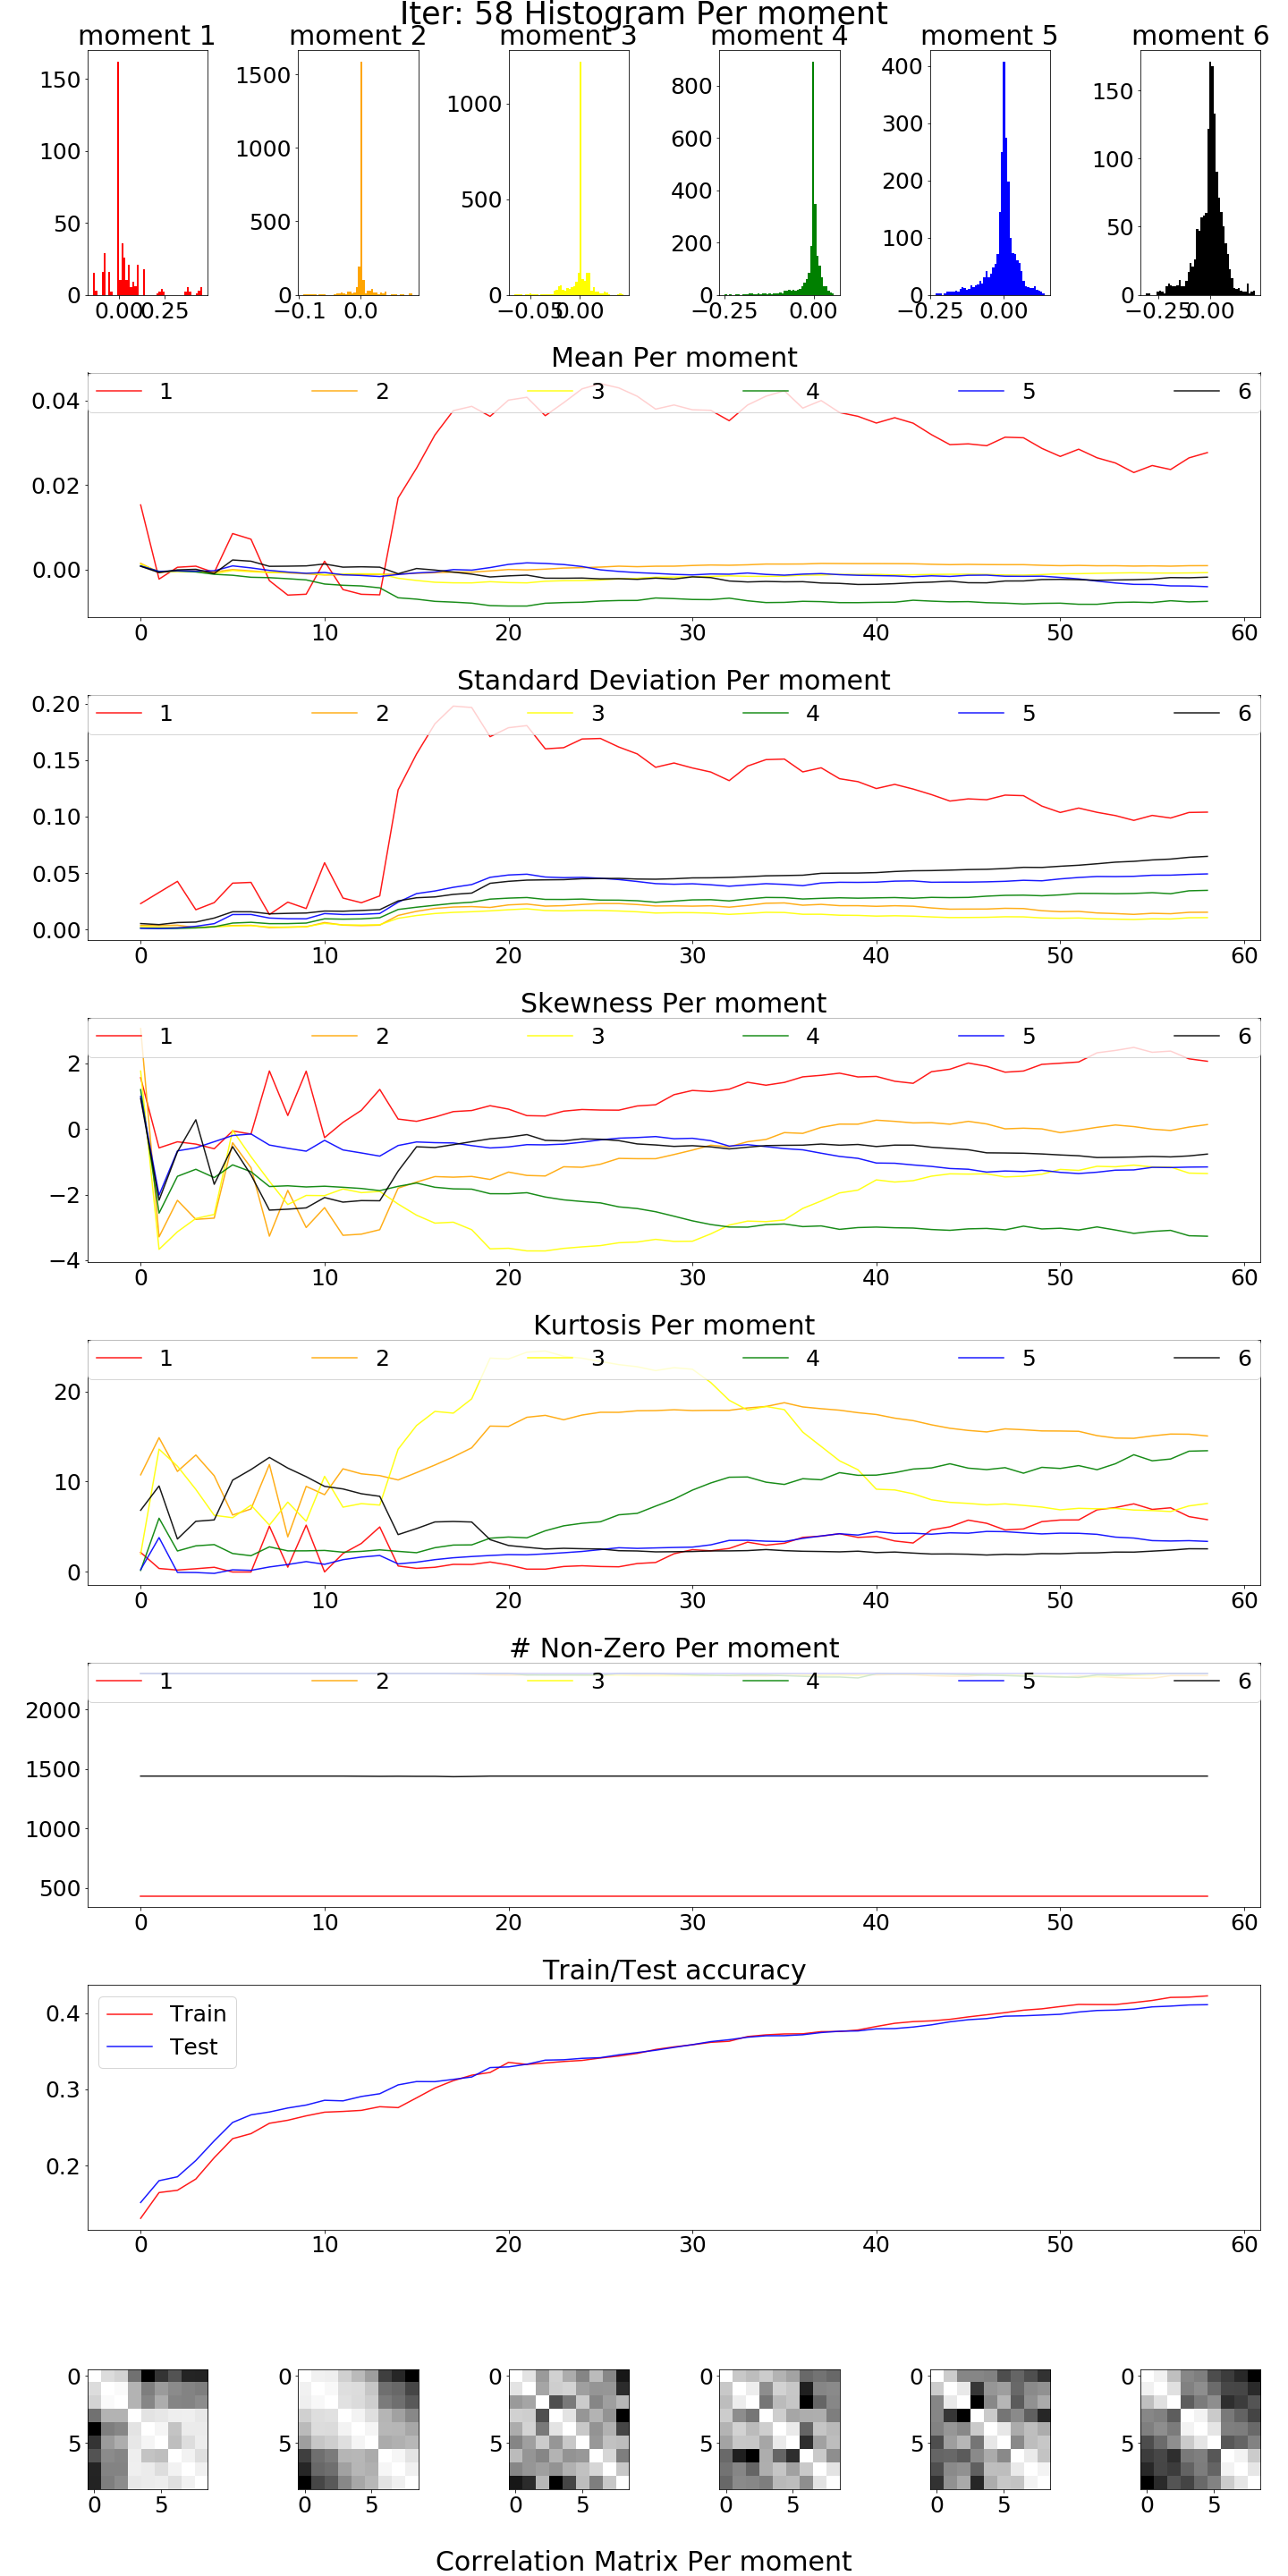 Iter: 58 Histogram Per moment
moment 1 moment 2 moment 3 moment 4 moment 5 moment 6
150 100 50 0
0.00 0.25
1500 1000 500 0
−0.1 0.0
1000 500 0
−0.05 0.00
800 600 400 200 0
−0.25 0.00
400 300 200 100 0
−0.25 0.00
150 100 50 0
−0.25 0.00
Mean Per moment
1 2 3 4 5 6
0.04
0.02
0.00
0 10 20 30 40 50 60
Standard Deviation Per moment
1 2 3 4 5 6
0.20
0.15
0.10
0.05
0.00
0 10 20 30 40 50 60
Skewness Per moment
1 2 3 4 5 6
2
0
−2
−4
0 10 20 30 40 50 60
Kurtosis Per moment
1 2 3 4 5 6
20
10
0
0 10 20 30 40 50 60
# Non-Zero Per moment
1 2 3 4 5 6
2000
1500
1000
500
0 10 20 30 40 50 60
Train/Test accuracy
Train
Test
0.4
0.3
0.2
0 10 20 30 40 50 60
0 0 0 0 0 0
5 5 5 5 5 5
0 5 0 5 0 5 0 5 0 5 0 5
Correlation Matrix Per moment